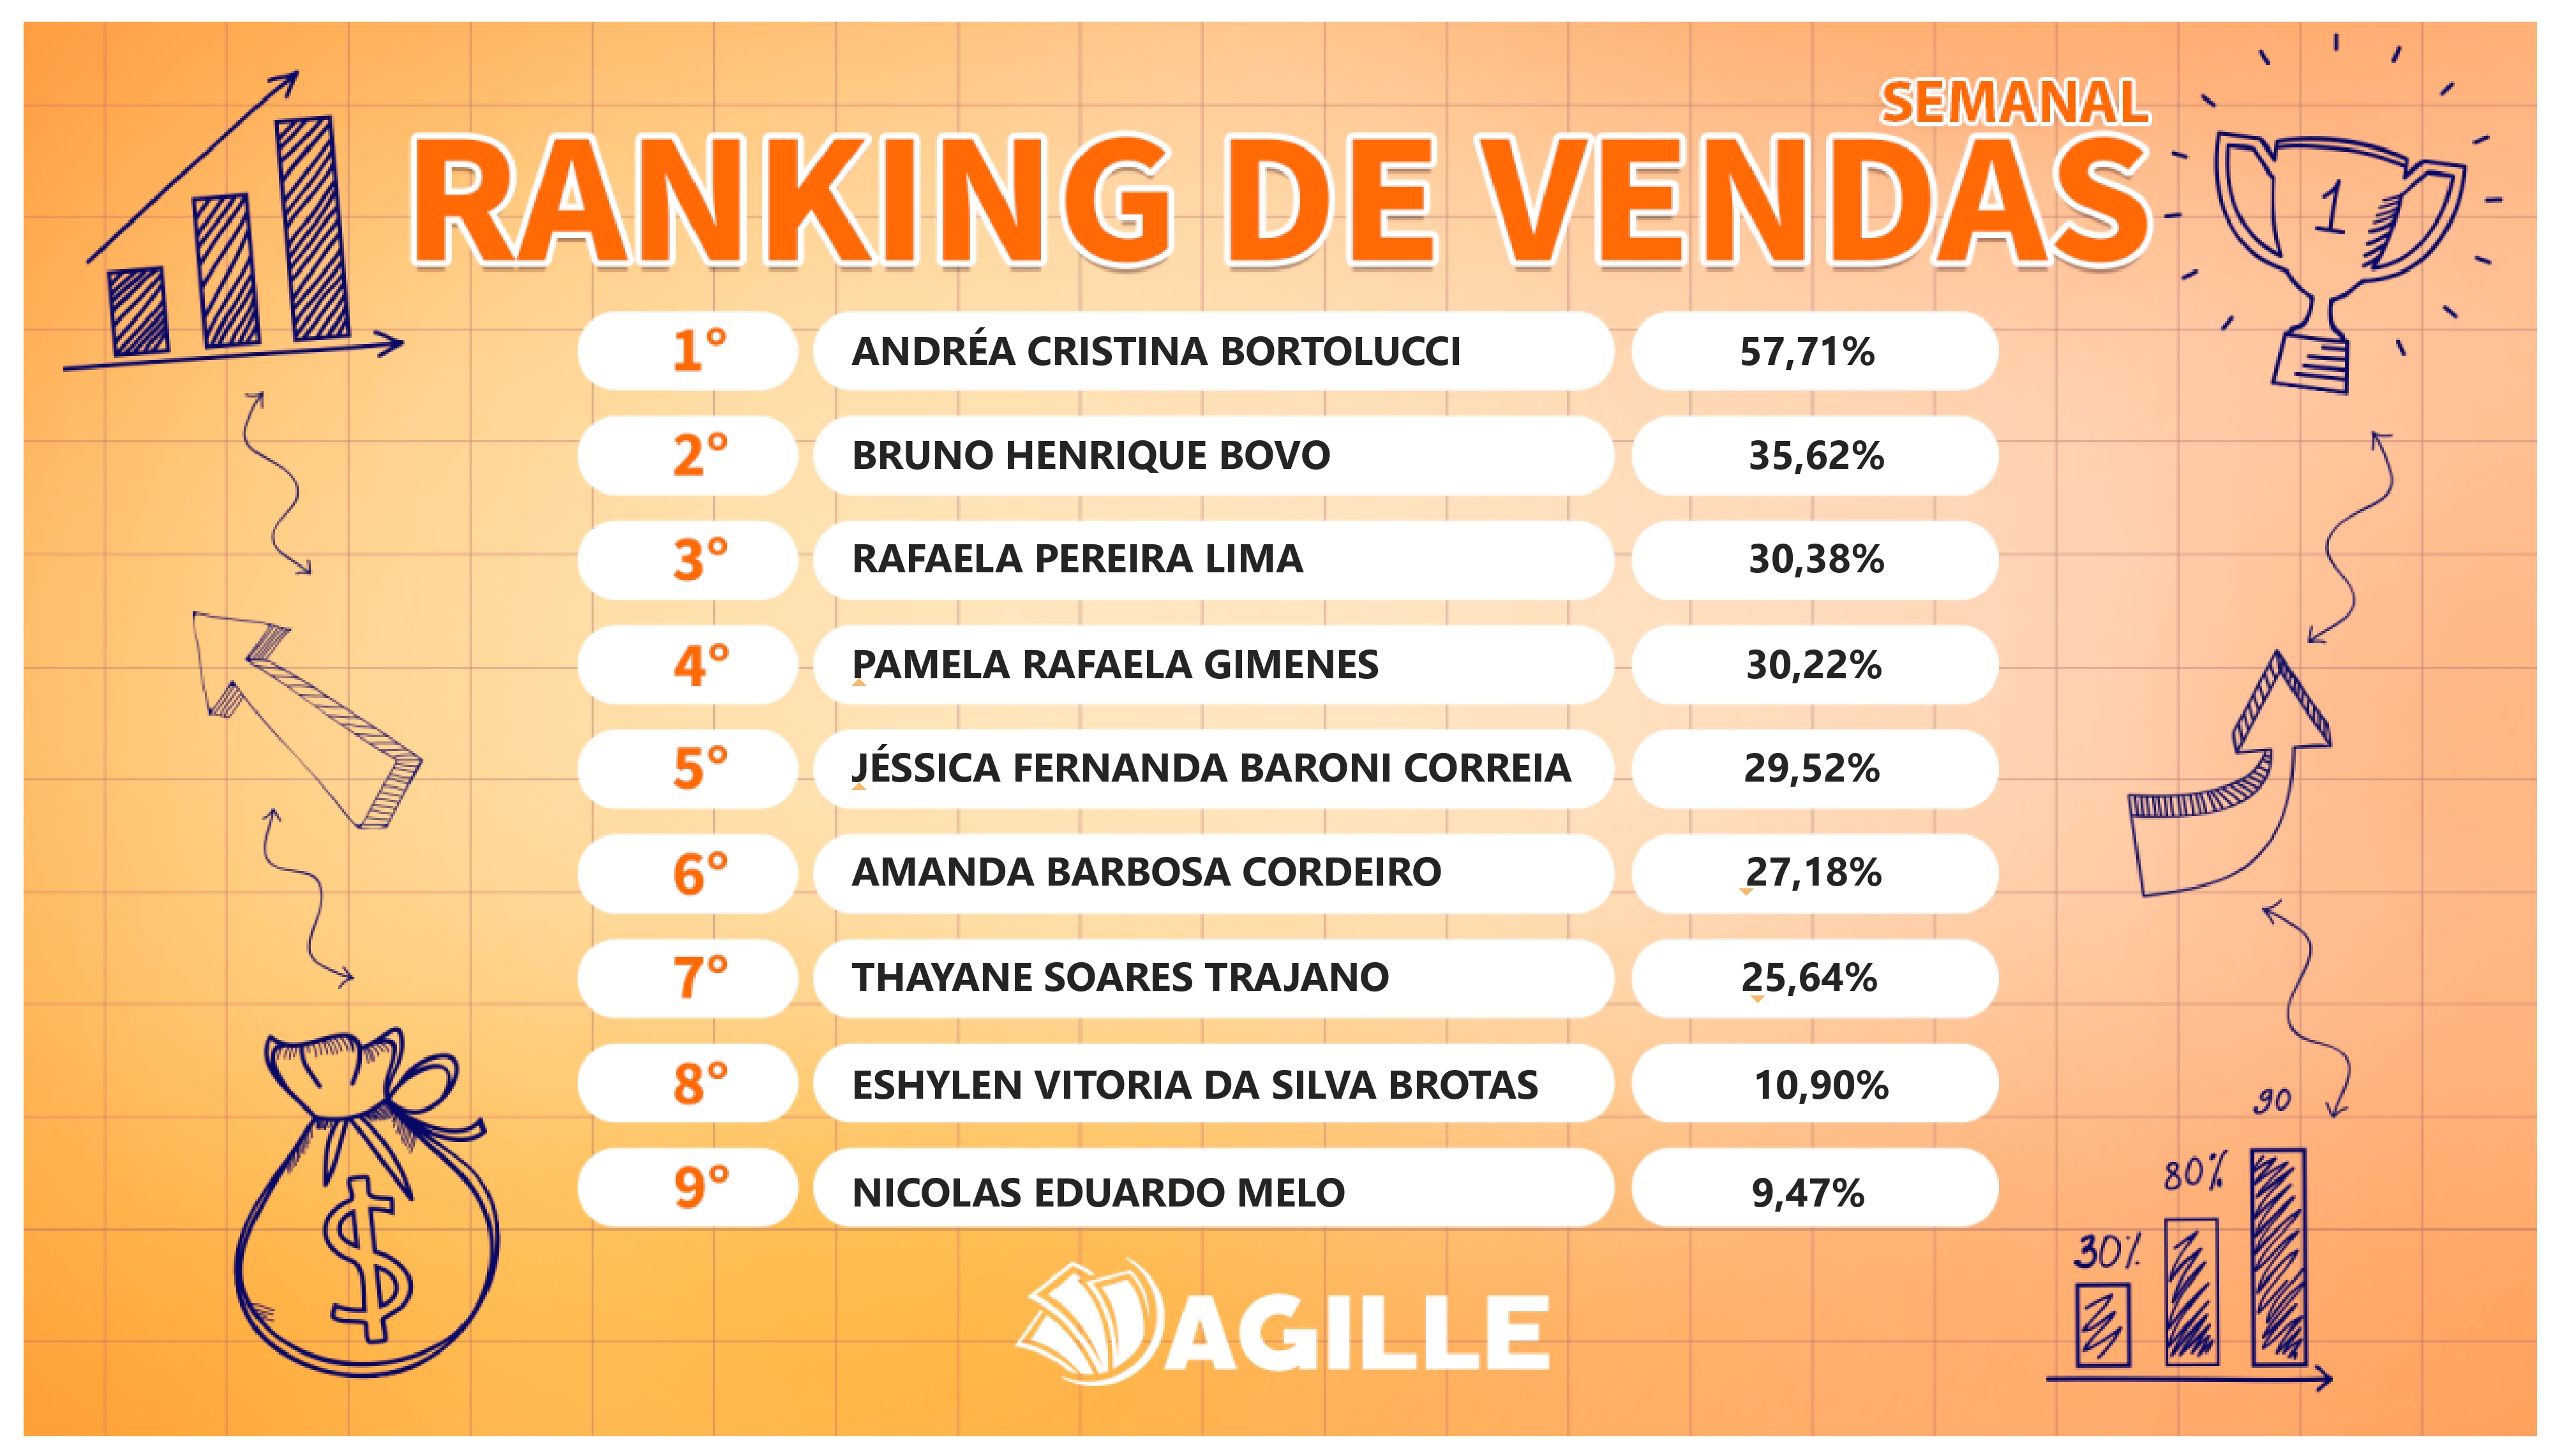 SEMANAL
RANKING DE VENDAS
1
1° ANDRÉA CRISTINA BORTOLUCCI 57,71%
2° BRUNO HENRIQUE BOVO 35,62%
3° RAFAELA PEREIRA LIMA 30,38%
4° PAMELA RAFAELA GIMENES 30,22%
5° JÉSSICA FERNANDA BARONI CORREIA 29,52%
6° AMANDA BARBOSA CORDEIRO 27,18%
7° THAYANE SOARES TRAJANO 25,64%
8° ESHYLEN VITORIA DA SILVA BROTAS 10,90%
9° NICOLAS EDUARDO MELO 9,47%
90
80%
30%
$
AGILLE